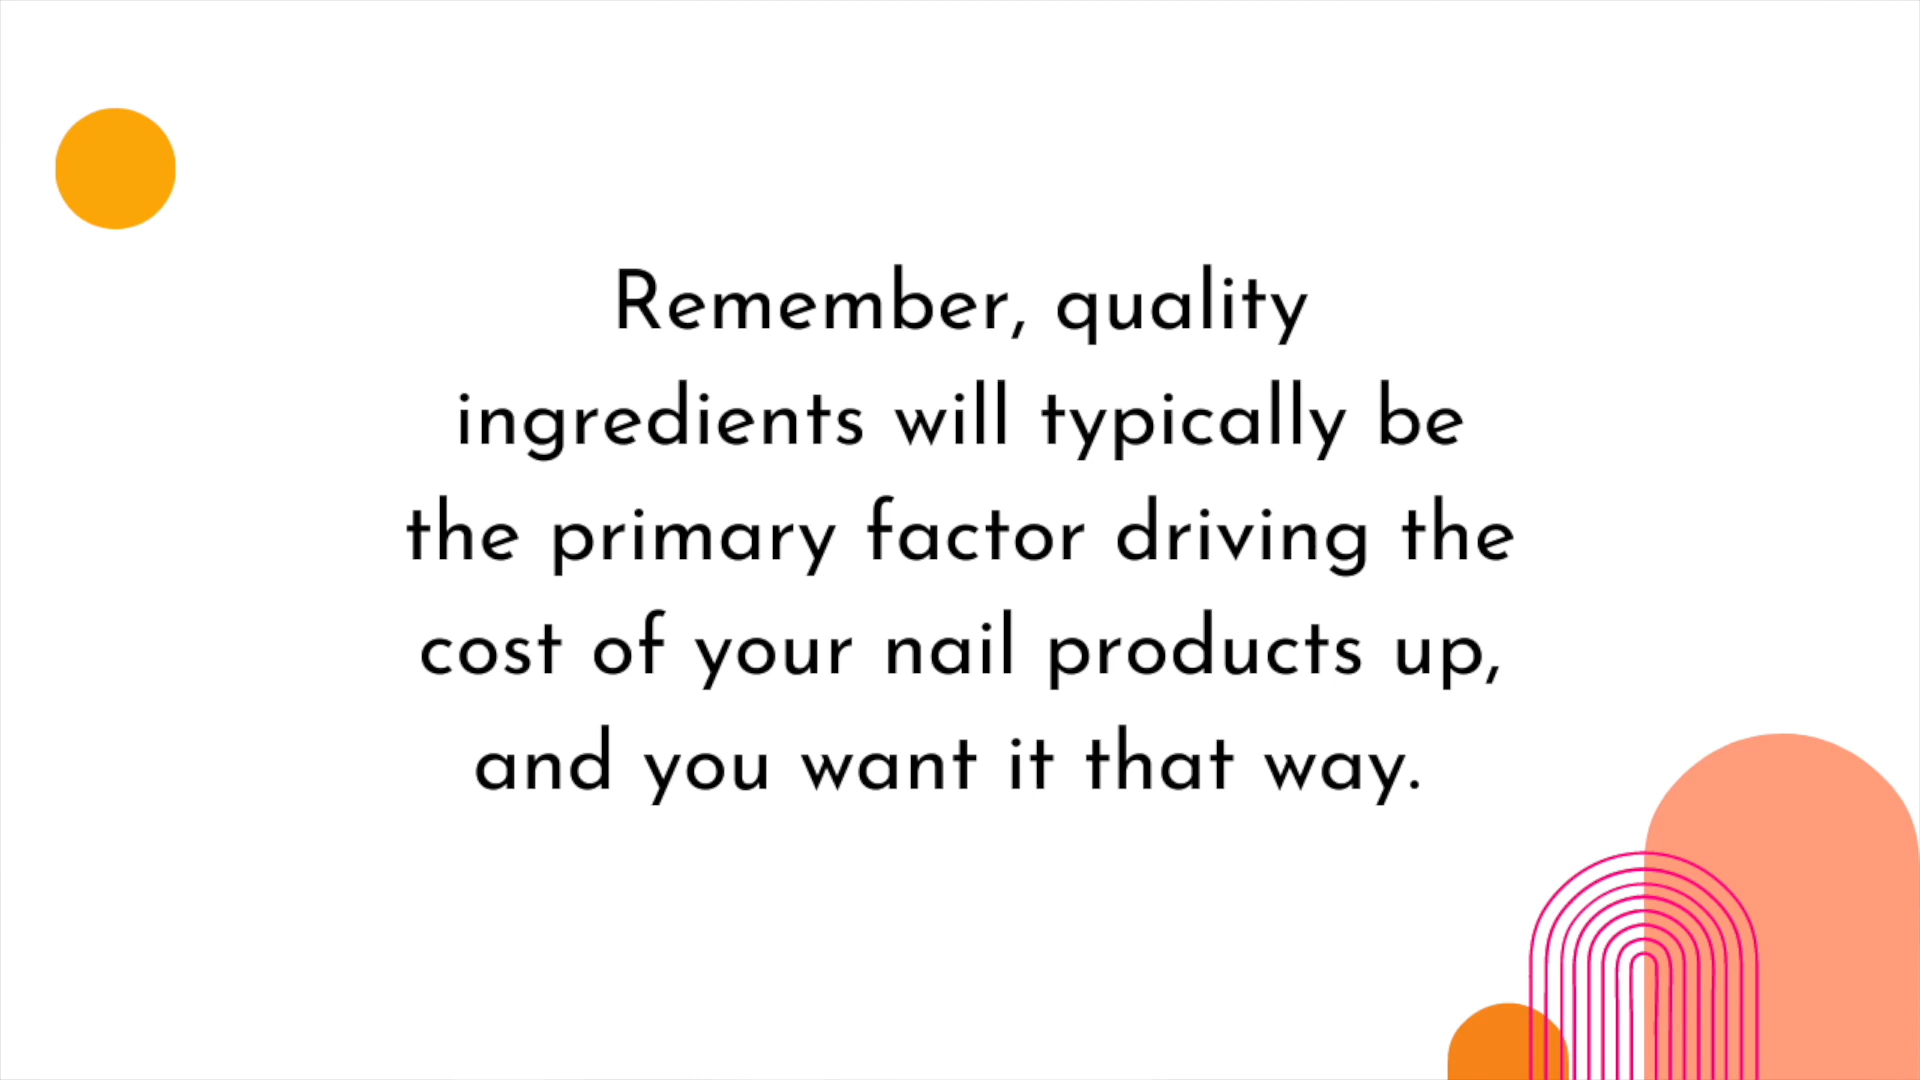 Remember, quality
ingredients will typically be
the primary factor driving the
cost of your nail products up,
and you want it that way.